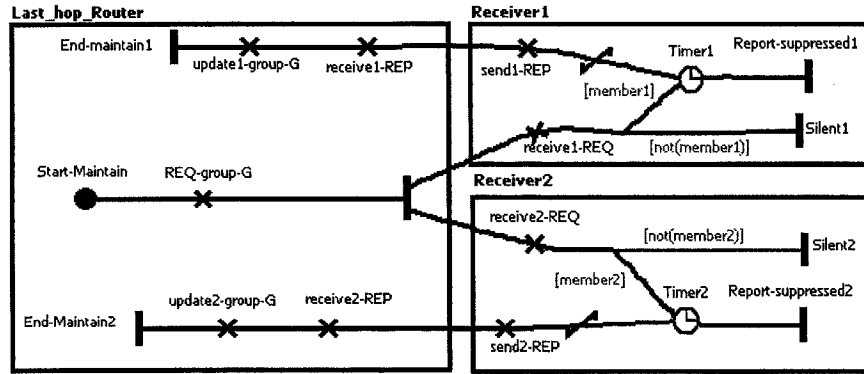 Last_hop_Router
End-maintain1
update1-group-G
receive1-REP
Start-Maintain
REQ-group-G
End-Maintain2
update2-group-G
receive2-REP
Receiver1
send1-REP
Timer1
Report-suppressed1
[member1]
receive1-REQ
[not(member1)]
Silent1
Receiver2
receive2-REQ
[not(member2)]
Silent2
[member2]
Timer2
Report-suppressed2
send2-REP